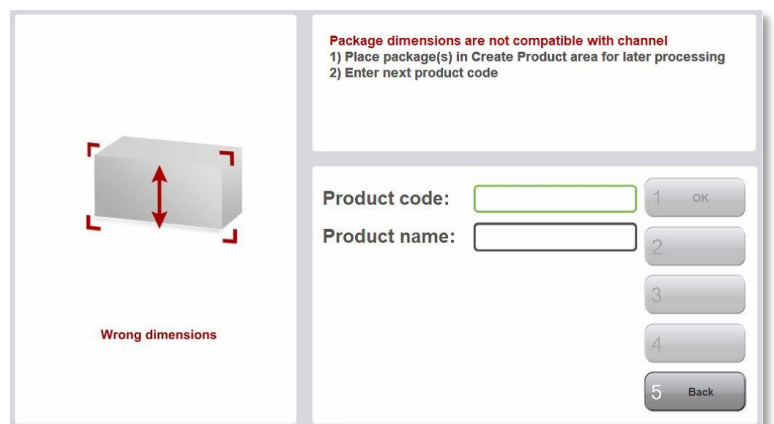 Package dimensions are not compatible with channel
1) Place package(s) in Create Product area for later processing
2) Enter next product code
Wrong dimensions
Product code:
Product name:
1 OK
2
3
4
5 Back